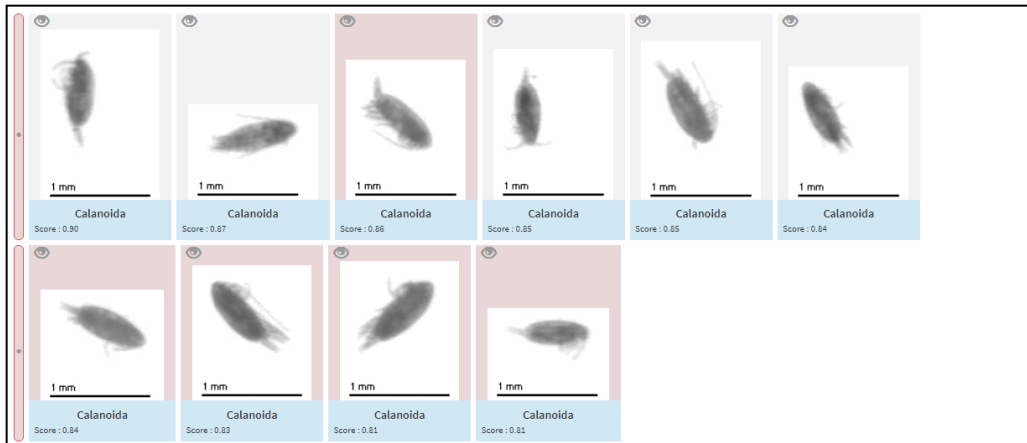 1 mm
Calanoida
Score : 0.90
1 mm
Calanoida
Score : 0.87
1 mm
Calanoida
Score : 0.86
1 mm
Calanoida
Score : 0.85
1 mm
Calanoida
Score : 0.85
1 mm
Calanoida
Score : 0.84
1 mm
Calanoida
Score : 0.84
1 mm
Calanoida
Score : 0.83
1 mm
Calanoida
Score : 0.81
1 mm
Calanoida
Score : 0.81